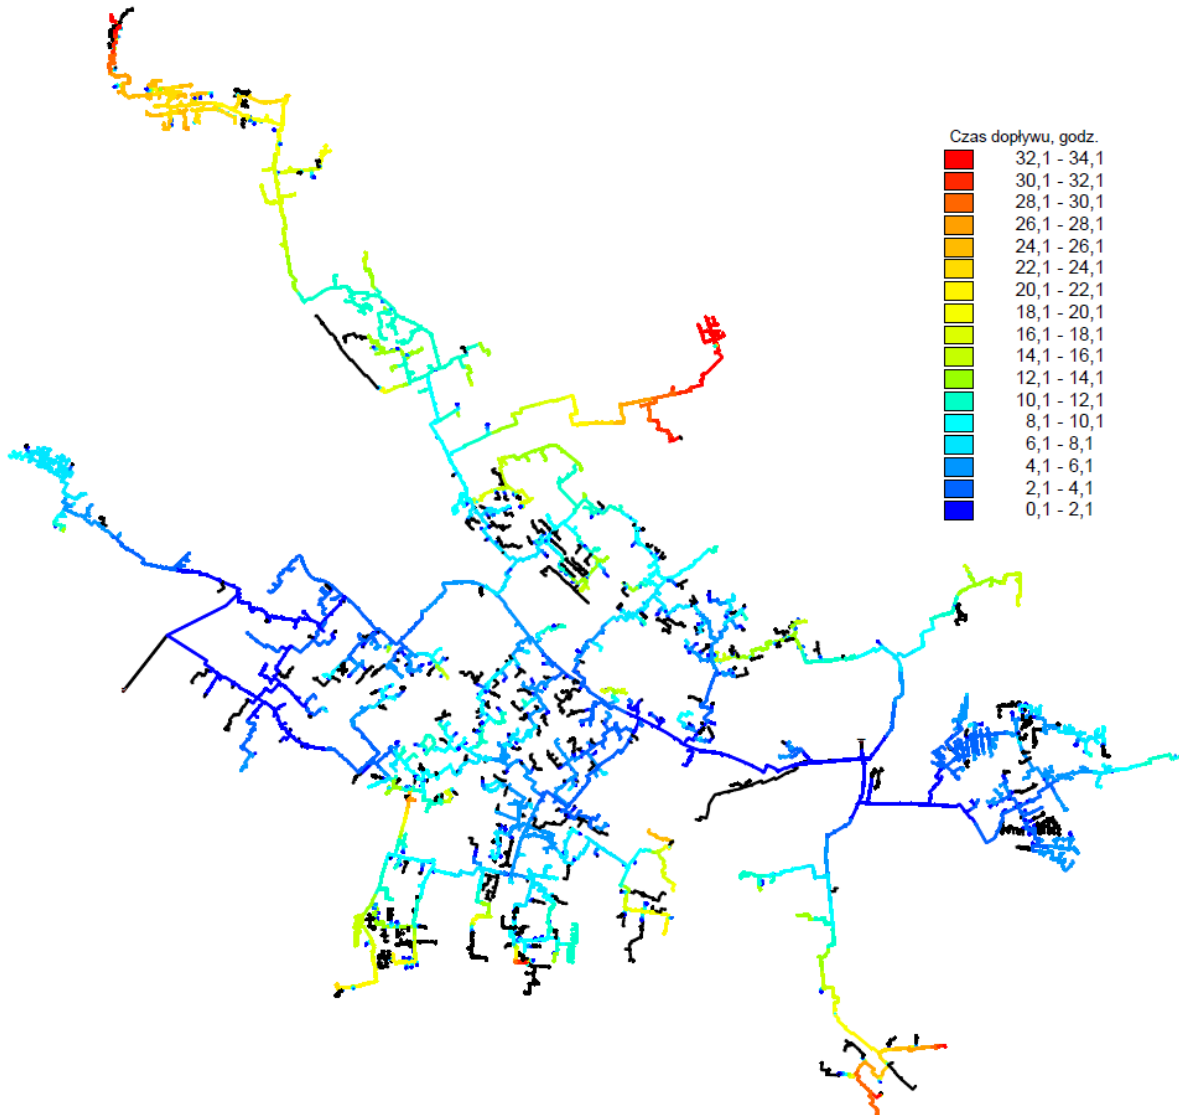 Czas dopływu, godz.
32,1 - 34,1
30,1 - 32,1
28,1 - 30,1
26,1 - 28,1
24,1 - 26,1
22,1 - 24,1
20,1 - 22,1
18,1 - 20,1
16,1 - 18,1
14,1 - 16,1
12,1 - 14,1
10,1 - 12,1
8,1 - 10,1
6,1 - 8,1
4,1 - 6,1
2,1 - 4,1
0,1 - 2,1